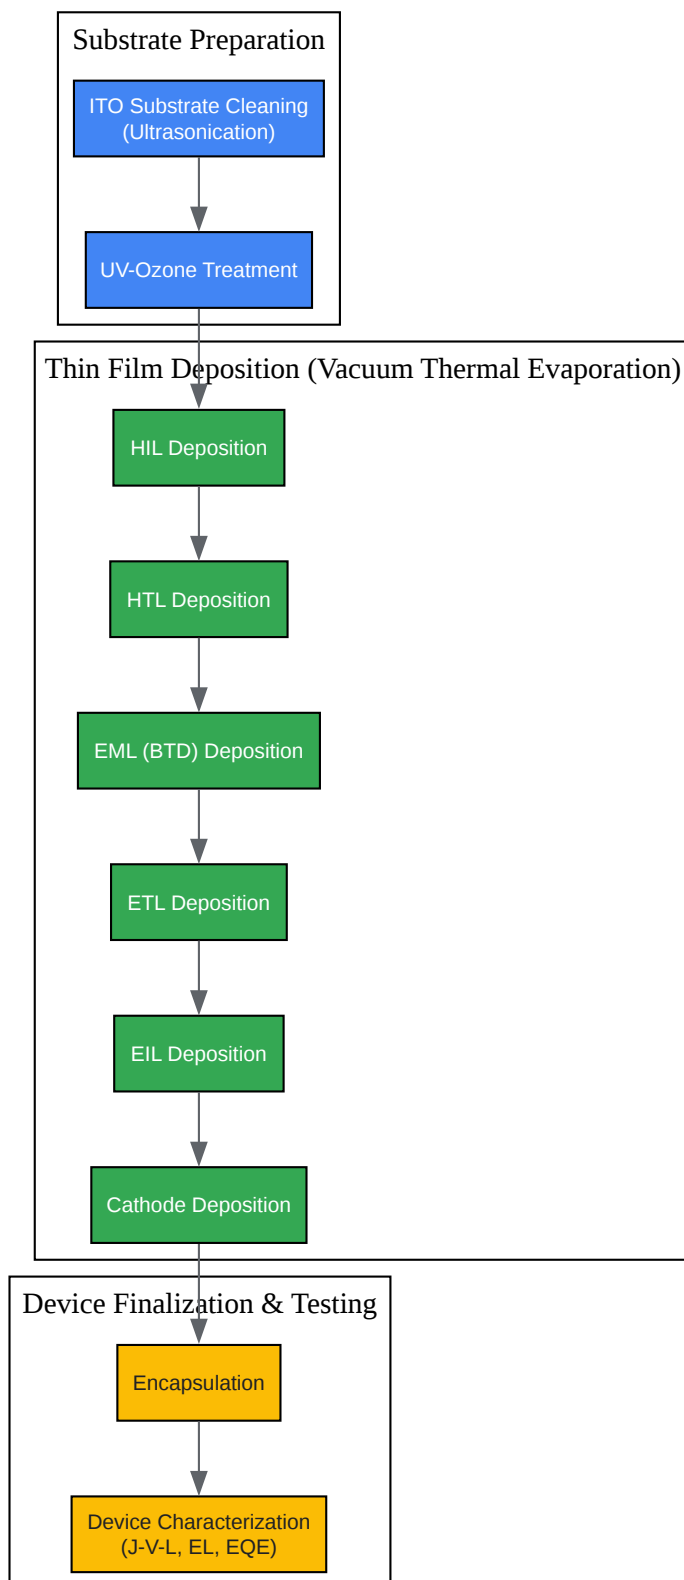 Substrate Preparation
ITO Substrate Cleaning
(Ultrasonication)
UV-Ozone Treatment
Thin Film Deposition (Vacuum Thermal Evaporation)
HIL Deposition
HTL Deposition
EML (BTD) Deposition
ETL Deposition
EIL Deposition
Cathode Deposition
Device Finalization & Testing
Encapsulation
Device Characterization
(J-V-L, EL, EQE)